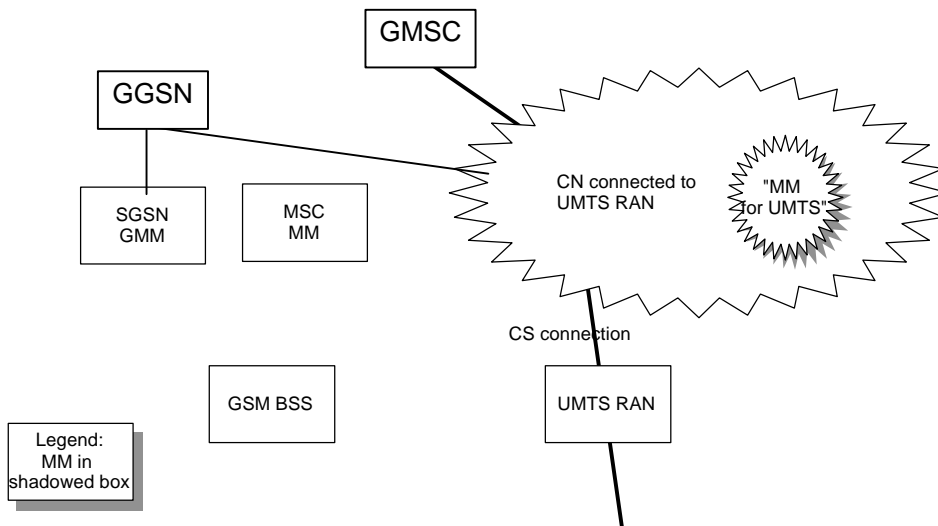 GMSC
GGSN
CN connected to
UMTS RAN
"MM
for UMTS"
SGSN
GMM
MSC
MM
CS connection
GSM BSS
UMTS RAN
Legend:
MM in
shadowed box